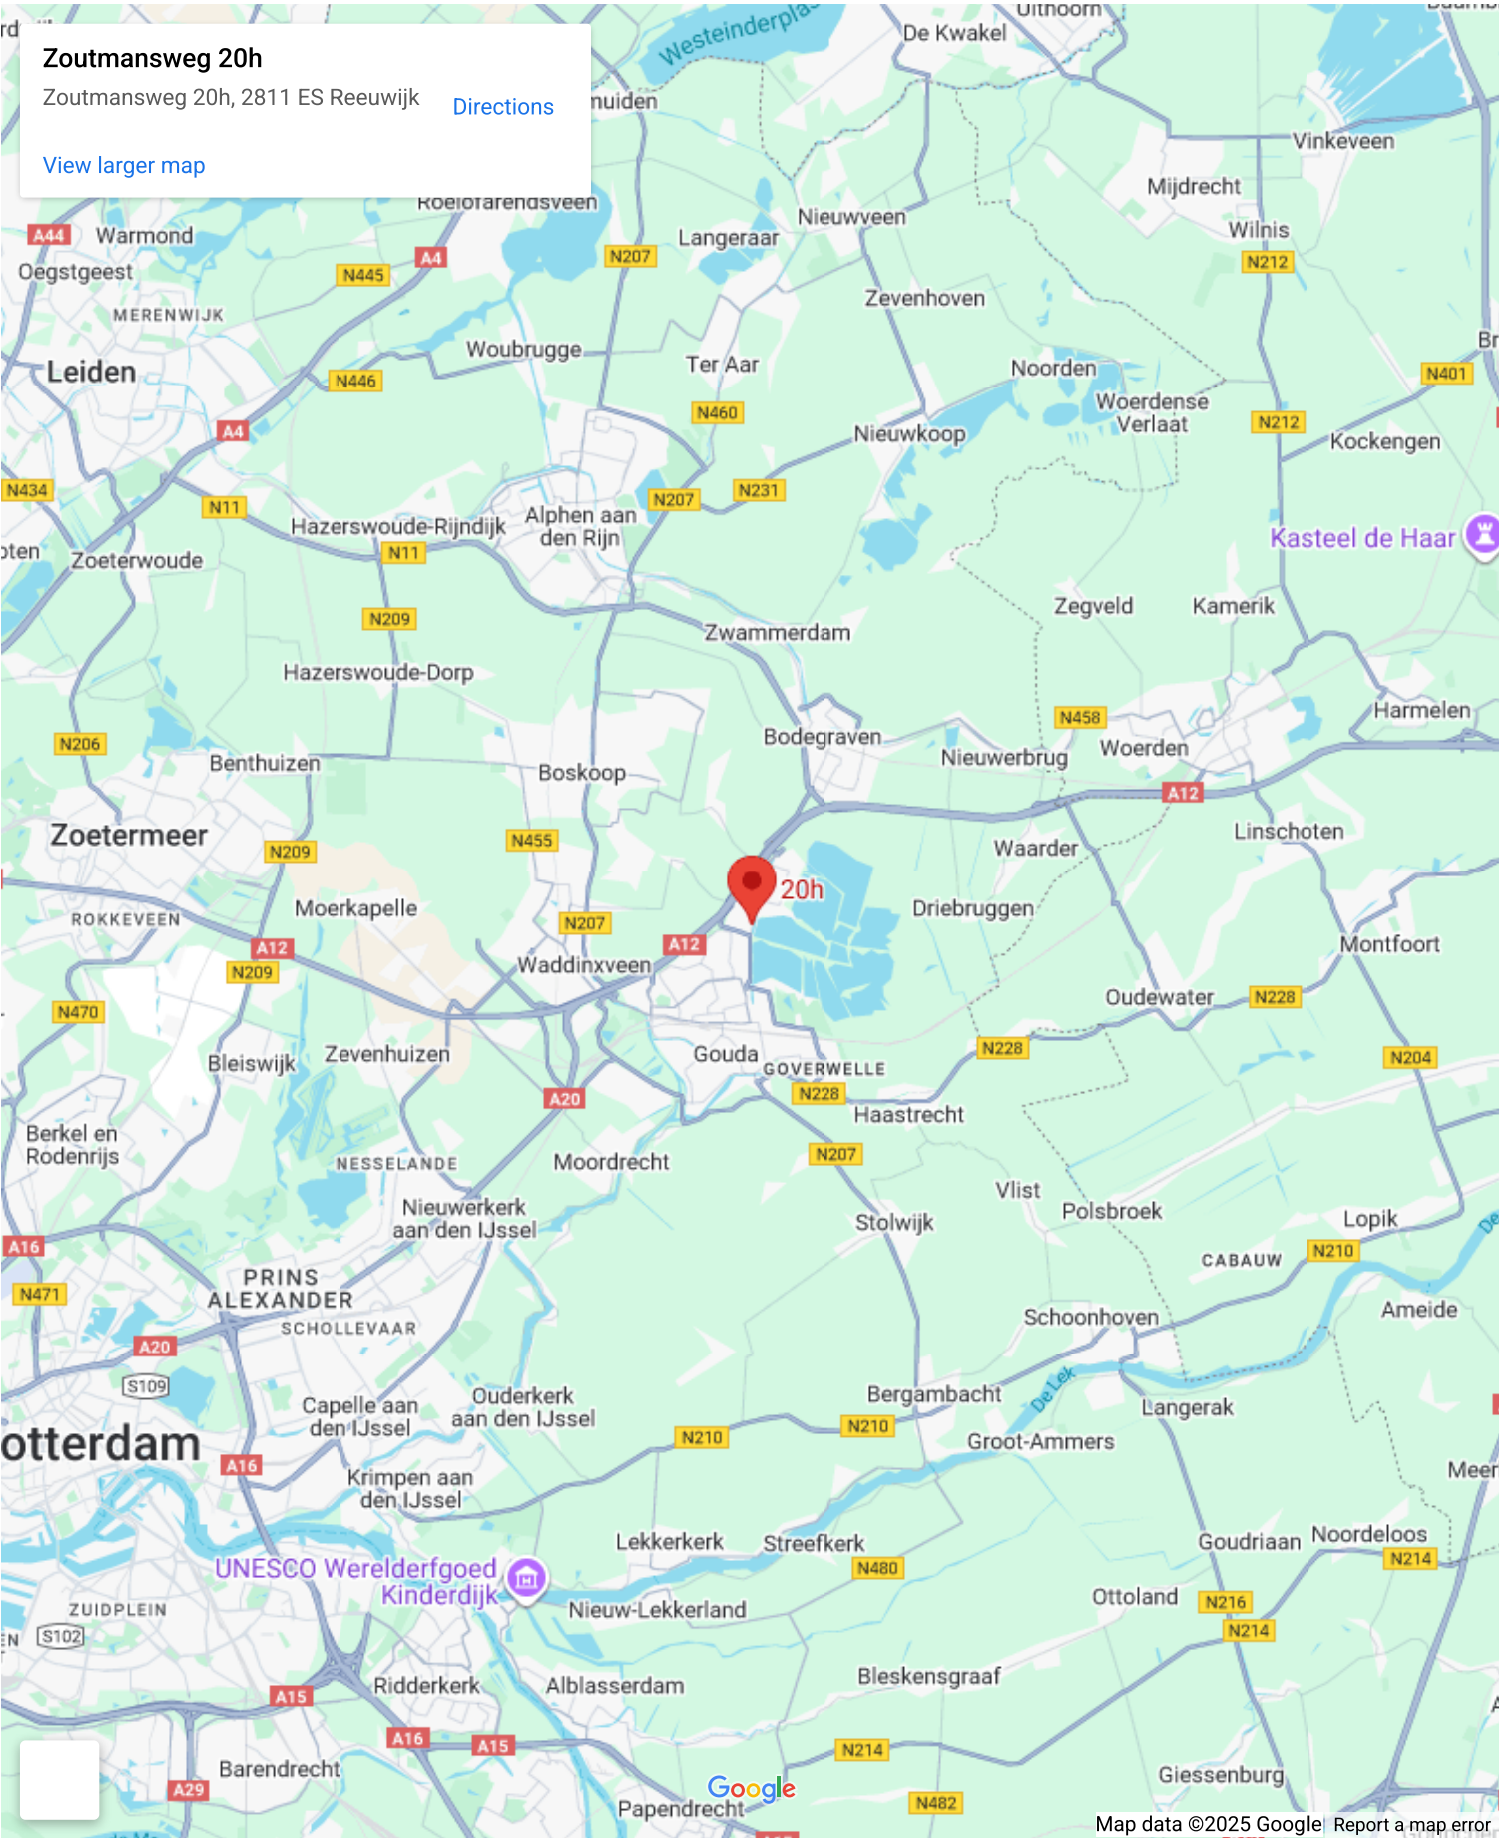 Zoutmansweg 20h
Zoutmansweg 20h, 2811 ES Reeuwijk
Directions
View larger map
Westeinderplas
De Kwakel
Uithoorn
Vinkeveen
Mijdrecht
Roelofarendsveen
A44
Warmond
A4
N207
Langeraar
Nieuwveen
Wilnis
N212
Oegstgeest
N445
MERENWIJK
Zevenhoven
Leiden
Woubrugge
N446
Ter Aar
Noorden
N401
A4
N460
Woerdense
Verlaat
N212
Nieuwkoop
Kockengen
N434
N11
N207
N231
Hazerswoude-Rijndijk
Alphen aan
den Rijn
Kasteel de Haar
N11
Zoeterwoude
N209
Zegveld
Kamerik
Zwammerdam
Hazerswoude-Dorp
N458
Harmelen
N206
Bodegraven
Nieuwerbrug
Woerden
Benthuizen
Boskoop
A12
Zoetermeer
N455
Linschoten
N209
Waarder
20h
ROKKEVEEN
Moerkapelle
N207
Driebruggen
A12
A12
Montfoort
N209
Waddinxveen
N470
Oudewater
N228
Bleiswijk
Zevenhuizen
Gouda
GOVERWELLE
N228
N204
A20
N228
Haastrecht
Berkel en
Rodenrijs
NESSELANDE
Moordrecht
N207
Vlist
Polsbroek
Nieuwerkerk
aan den IJssel
Stolwijk
Lopik
A16
CABAUW
N210
N471
PRINS
ALEXANDER
SCHOLLEVAAR
Schoonhoven
Ameide
A20
S109
Capelle aan
den IJssel
Ouderkerk
aan den IJssel
Bergambacht
De Lek
Langerak
N210
N210
otterdam
A16
Groot-Ammers
Krimpen aan
den IJssel
Lekkerkerk
Streefkerk
Goudriaan
Noordeloos
N214
UNESCO Werelderfgoed
Kinderdijk
N480
ZUIDPLEIN
Nieuw-Lekkerland
Ottoland
N216
S102
N214
Ridderkerk
Alblasserdam
Bleskensgraaf
A15
A16
A15
N214
Barendrecht
A29
Google
Papendrecht
N482
Giessenburg
Map data ©2025 Google
Report a map error